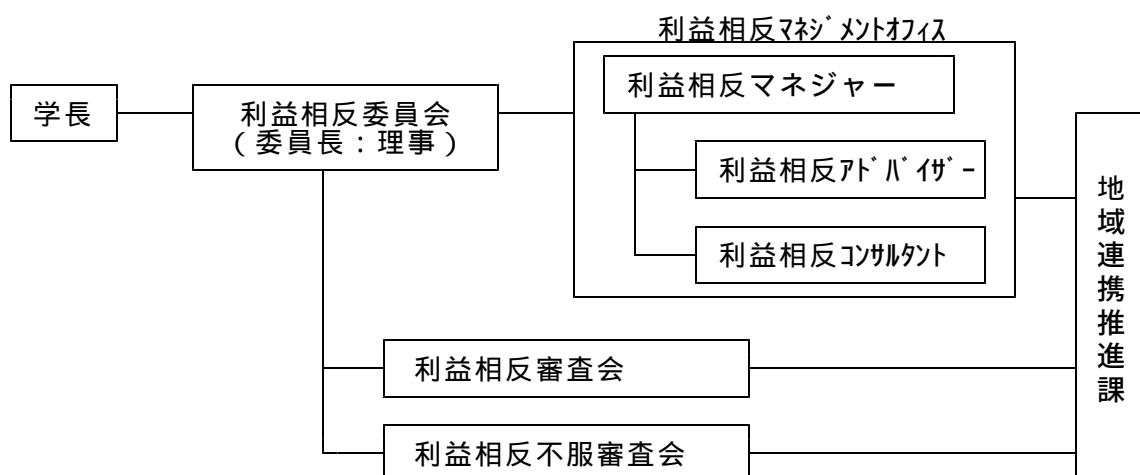 利益相反ﾏﾈｼﾞﾒﾝﾄｵﾌｨｽ
利益相反マネジャー
学長
利益相反委員会
（委員長：理事）
利益相反ｱﾄﾞﾊﾞｲｻﾞｰ
利益相反ｺﾝｻﾙﾀﾝﾄ
地域連携推進課
利益相反審査会
利益相反不服審査会